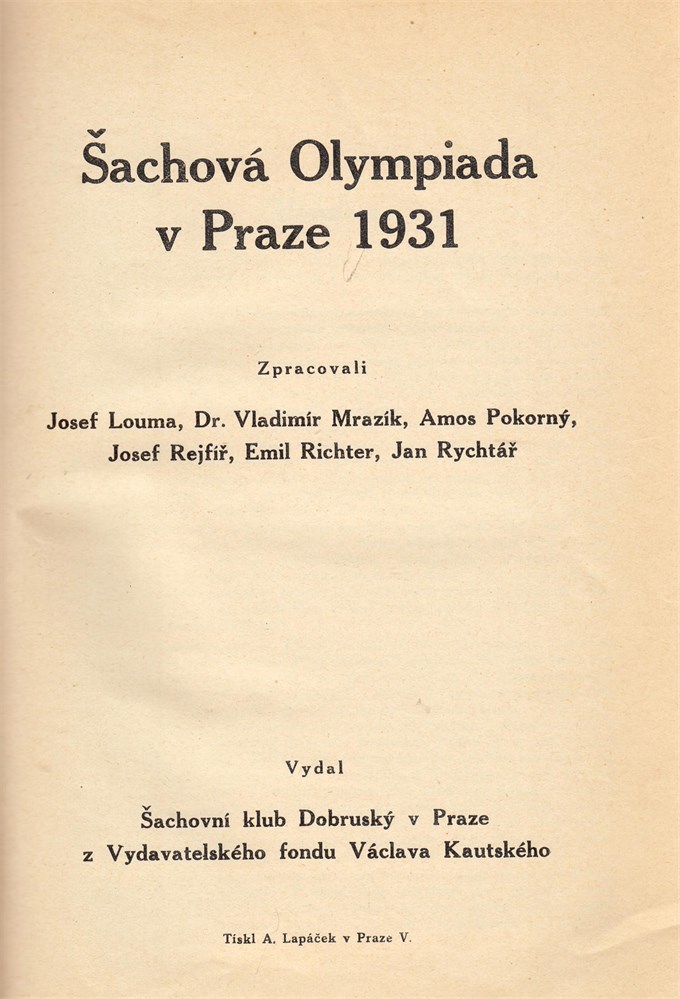 Šachová Olympiada
v Praze 1931
Zpracovali
Josef Louma, Dr. Vladimír Mrazík, Amos Pokorný,
Josef Rejfíř, Emil Richter, Jan Rychtář
Vydal
Šachovní klub Dobruský v Praze
z Vydavatelského fondu Václava Kautského
Tiskl A. Lapáček v Praze V.